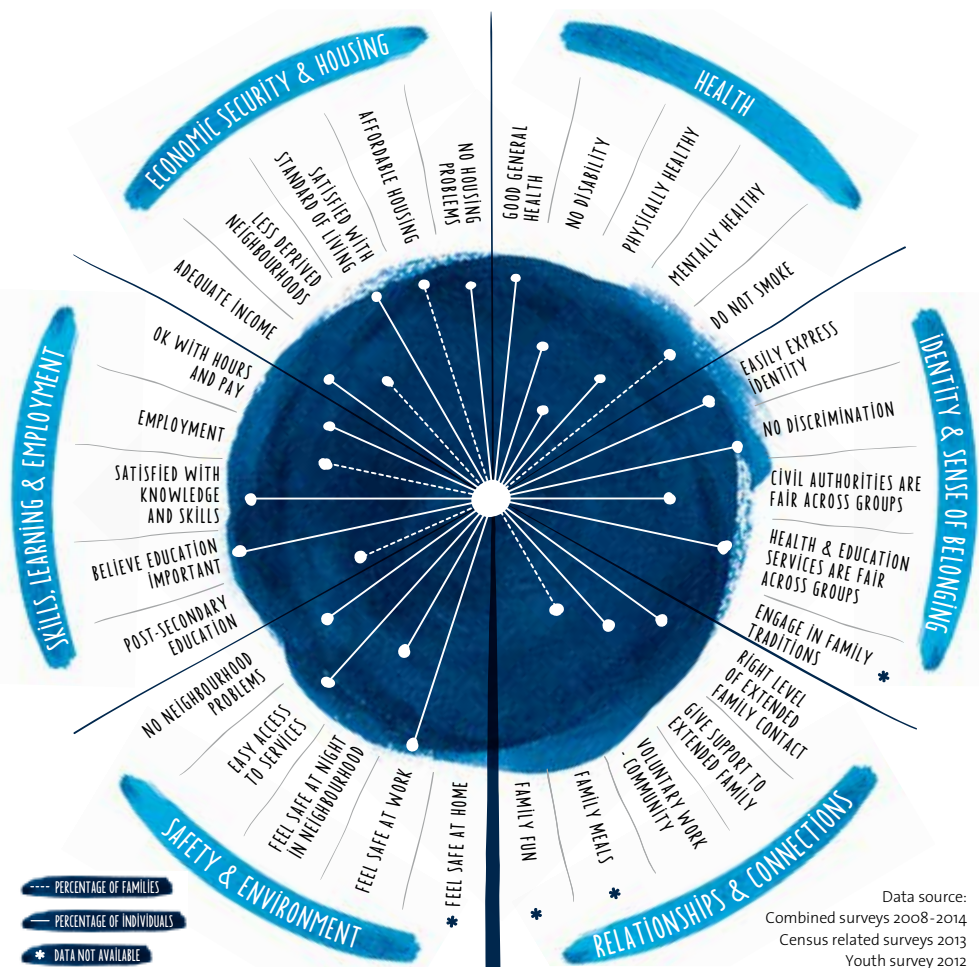 ECONOMIC SECURITY & HOUSING
HEALTH
IDENTITY & SENSE OF BELONGING
RELATIONSHIPS & CONNECTIONS
SAFETY & ENVIRONMENT
SKILLS, LEARNING & EMPLOYMENT
ADEQUATE INCOME
LESS DEPRIVED
NEIGHBOURHOODS
SATISFIED WITH
STANDARD OF LIVING
AFFORDABLE HOUSING
NO HOUSING
PROBLEMS
GOOD GENERAL
HEALTH
NO DISABILITY
PHYSICALLY HEALTHY
MENTALLY HEALTHY
DO NOT SMOKE
EASILY EXPRESS
IDENTITY
NO DISCRIMINATION
CIVIL AUTHORITIES ARE
FAIR ACROSS GROUPS
HEALTH & EDUCATION
SERVICES ARE FAIR
ACROSS GROUPS
ENGAGE IN FAMILY
TRADITIONS
*
RIGHT LEVEL
OF EXTENDED
FAMILY CONTACT
GIVE SUPPORT TO
EXTENDED FAMILY
VOLUNTARY WORK
- COMMUNITY
FAMILY MEALS
*
FAMILY FUN
*
FEEL SAFE AT HOME
*
FEEL SAFE AT WORK
FEEL SAFE AT NIGHT
IN NEIGHBOURHOOD
EASY ACCESS
TO SERVICES
NO NEIGHBOURHOOD
PROBLEMS
POST-SECONDARY
EDUCATION
BELIEVE EDUCATION
IMPORTANT
SATISFIED WITH
KNOWLEDGE
AND SKILLS
EMPLOYMENT
OK WITH HOURS
AND PAY
---- PERCENTAGE OF FAMILIES
— PERCENTAGE OF INDIVIDUALS
* DATA NOT AVAILABLE
Data source:
Combined surveys 2008-2014
Census related surveys 2013
Youth survey 2012